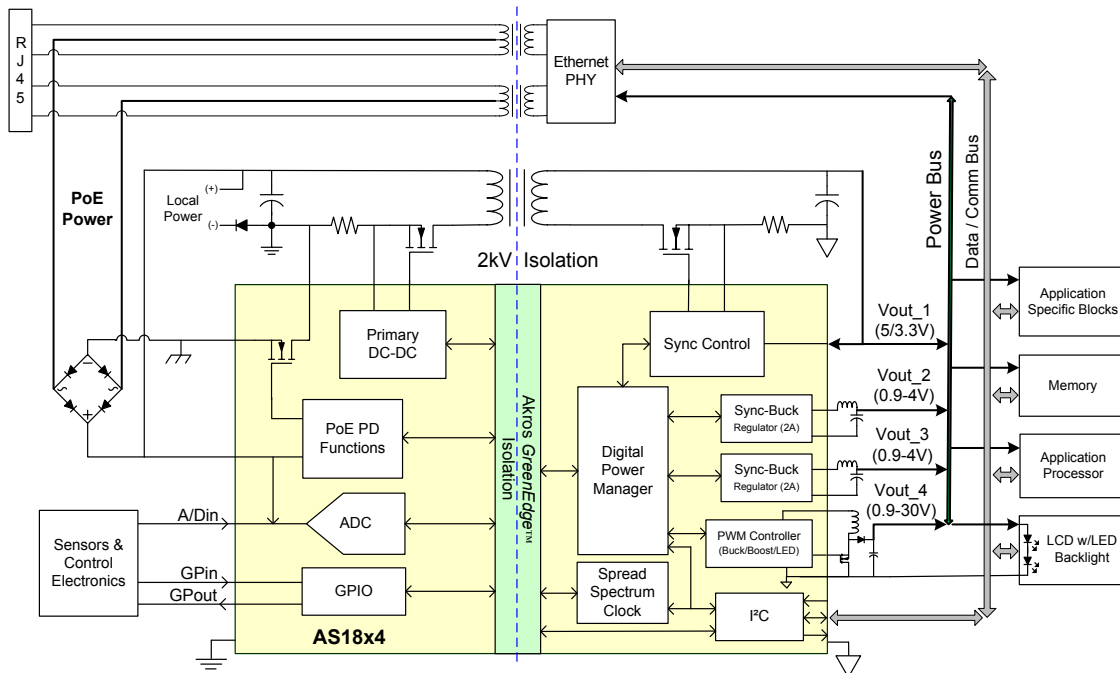 R
J
4
5
Ethernet
PHY
PoE
Power
Local
Power
(+)
(-)
2kV Isolation
Power Bus
Data / Comm Bus
Primary
DC-DC
Sync Control
Vout_1
(5/3.3V)
Application
Specific Blocks
Vout_2
(0.9-4V)
Memory
PoE PD
Functions
Akros GreenEdge™
Isolation
Digital
Power
Manager
Sync-Buck
Regulator (2A)
Vout_3
(0.9-4V)
Sync-Buck
Regulator (2A)
Application
Processor
Vout_4
(0.9-30V)
Sensors &
Control
Electronics
A/Din
ADC
PWM Controller
(Buck/Boost/LED)
LCD w/LED
Backlight
GPin
GPout
GPIO
Spread
Spectrum
Clock
I²C
AS18x4